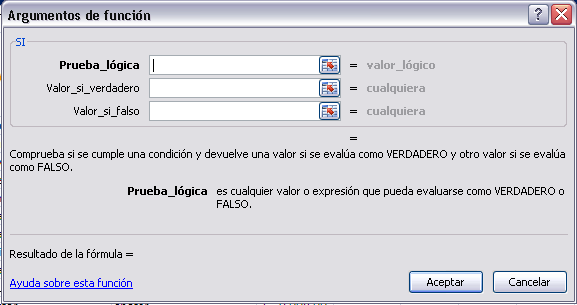 Argumentos de función
SI
Prueba_lógica = valor_lógico
Valor_si_verdadero = cualquiera
Valor_si_falso = cualquiera
=
Comprueba si se cumple una condición y devuelve una valor si se evalúa como VERDADERO y otro valor si se evalúa
como FALSO.
Prueba_lógica es cualquier valor o expresión que pueda evaluarse como VERDADERO o
FALSO.
Resultado de la fórmula =
Ayuda sobre esta función
Aceptar
Cancelar